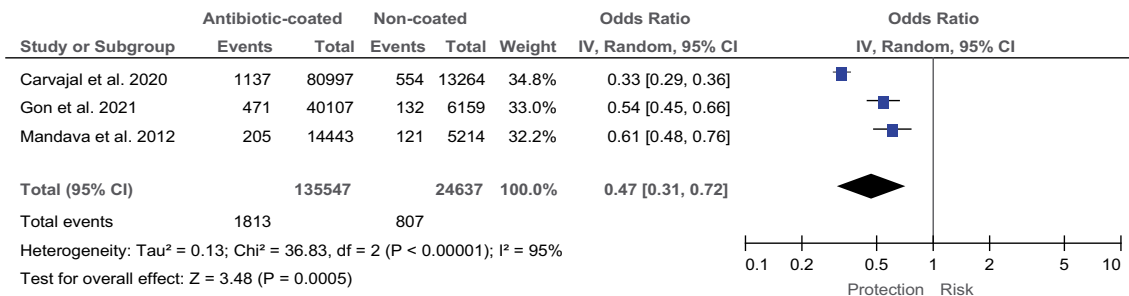 Antibiotic-coated Non-coated Odds Ratio Odds Ratio
Study or Subgroup Events Total Events Total Weight IV, Random, 95% CI IV, Random, 95% CI
Carvajal et al. 2020 1137 80997 554 13264 34.8% 0.33 [0.29, 0.36]
Gon et al. 2021 471 40107 132 6159 33.0% 0.54 [0.45, 0.66]
Mandava et al. 2012 205 14443 121 5214 32.2% 0.61 [0.48, 0.76]
Total (95% CI) 135547 24637 100.0% 0.47 [0.31, 0.72]
Total events 1813 807
Heterogeneity: Tau² = 0.13; Chi² = 36.83, df = 2 (P < 0.00001); I² = 95%
Test for overall effect: Z = 3.48 (P = 0.0005)
0.1 0.2 0.5 1 2 5 10
Protection Risk